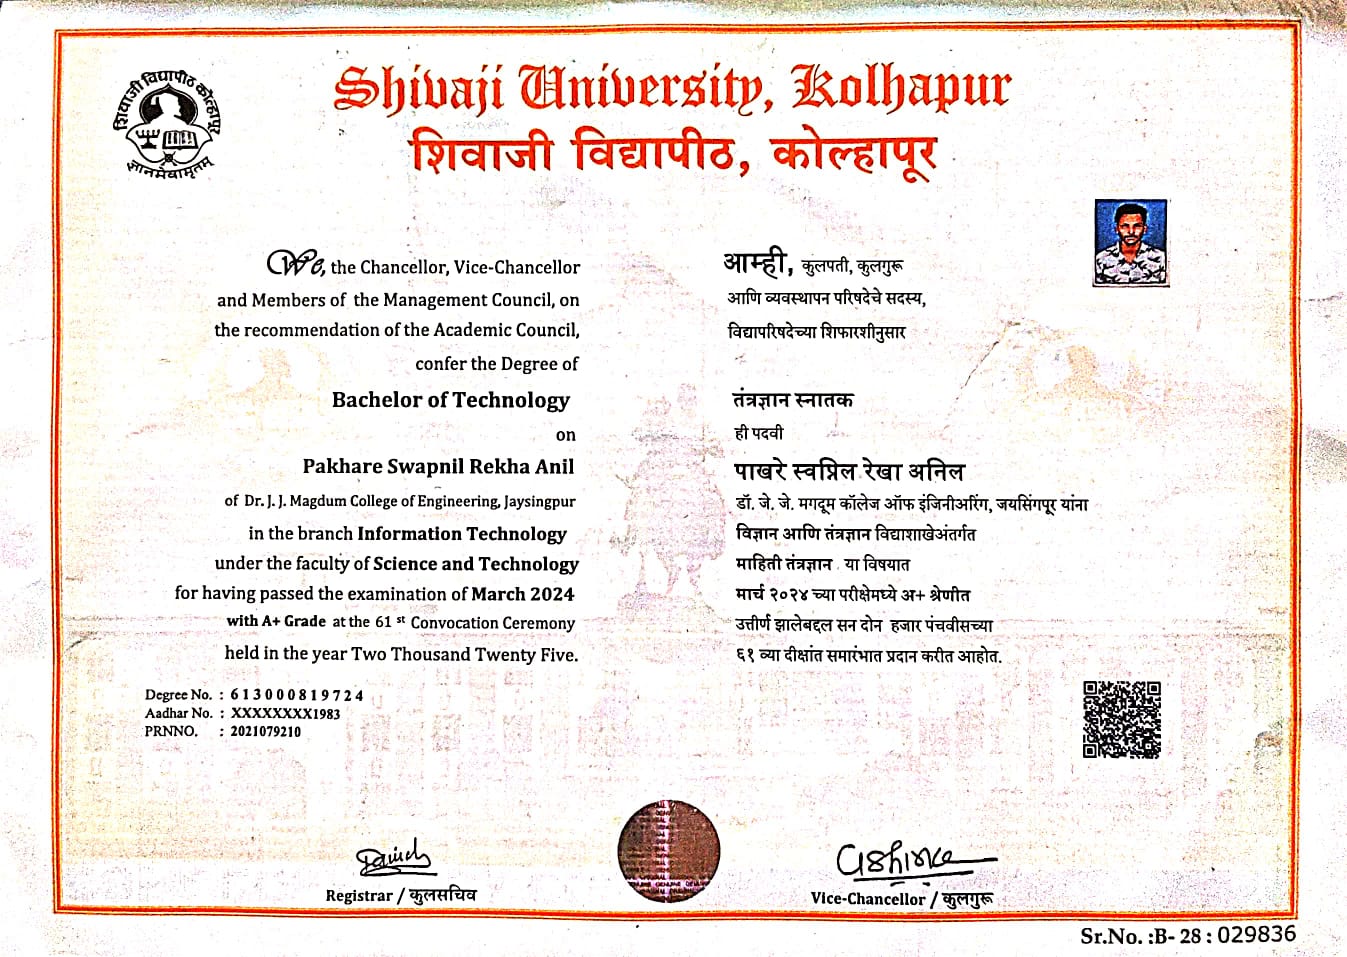 शिवाजी विद्यापीठ कोल्हापूर
ज्ञानमेवामृतम्
Shivaji University, Kolhapur
शिवाजी विद्यापीठ, कोल्हापूर
We, the Chancellor, Vice-Chancellor
and Members of the Management Council, on
the recommendation of the Academic Council,
confer the Degree of
Bachelor of Technology
on
Pakhare Swapnil Rekha Anil
of Dr. J. J. Magdum College of Engineering, Jaysingpur
in the branch Information Technology
under the faculty of Science and Technology
for having passed the examination of March 2024
with A+ Grade at the 61 st Convocation Ceremony
held in the year Two Thousand Twenty Five.
आम्ही, कुलपती, कुलगुरू
आणि व्यवस्थापन परिषदेचे सदस्य,
विद्यापरिषदेच्या शिफारशीनुसार
तंत्रज्ञान स्नातक
ही पदवी
पाखरे स्वप्निल रेखा अनिल
डॉ. जे. जे. मगदूम कॉलेज ऑफ इंजिनीअरिंग, जयसिंगपूर यांना
विज्ञान आणि तंत्रज्ञान विद्याशाखेअंतर्गत
माहिती तंत्रज्ञान या विषयात
मार्च २०२४ च्या परीक्षेमध्ये अ+ श्रेणीत
उत्तीर्ण झालेबद्दल सन दोन हजार पंचवीसच्या
६१ व्या दीक्षांत समारंभात प्रदान करीत आहोत.
Degree No. : 613000819724
Aadhar No. : XXXXXXXX1983
PRNNO. : 2021079210
Registrar / कुलसचिव
Vice-Chancellor / कुलगुरू
Sr.No. :B- 28 : 029836